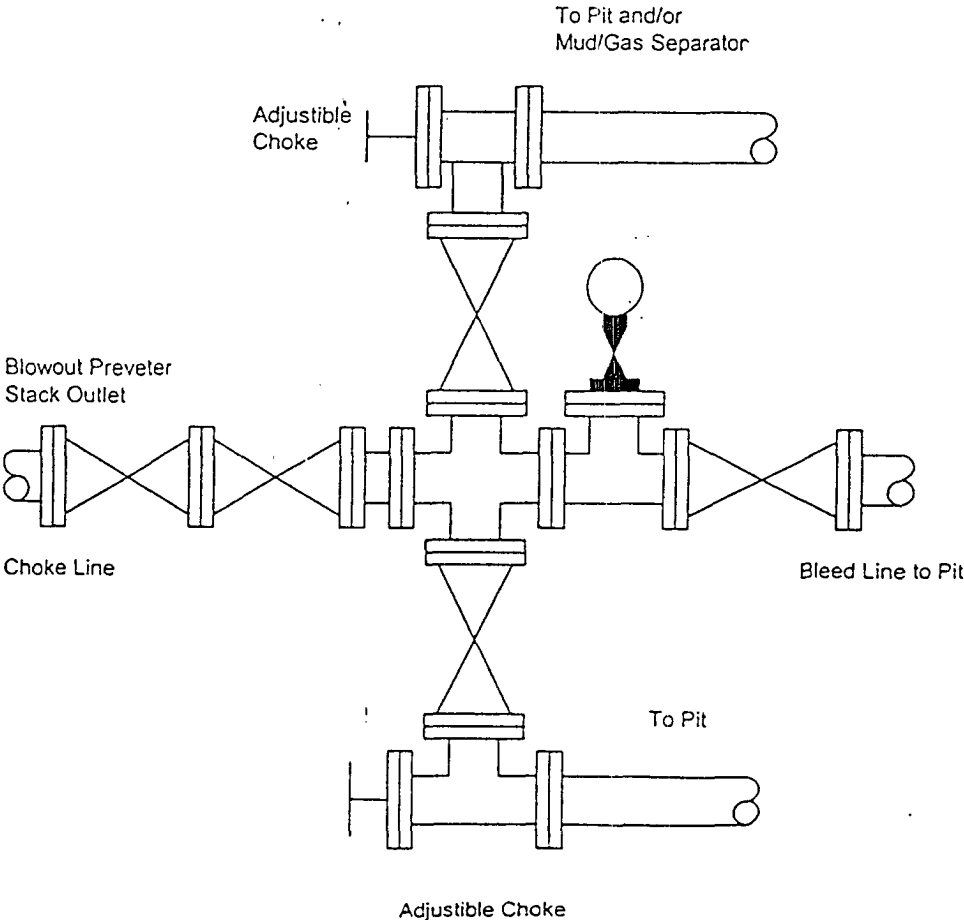 To Pit and/or
Mud/Gas Separator
Adjustible
Choke
Blowout Preveter
Stack Outlet
Choke Line
Bleed Line to Pit
To Pit
Adjustible Choke